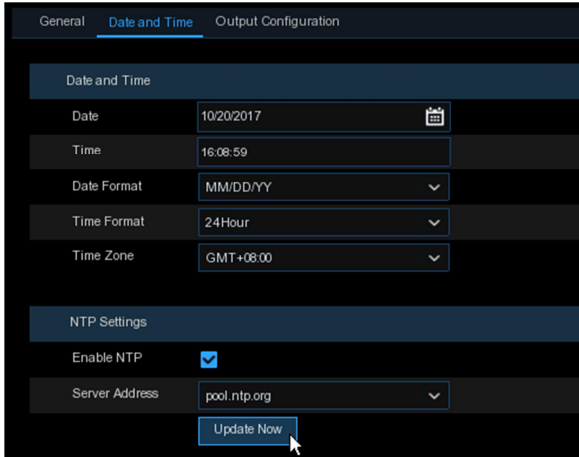 General Date and Time Output Configuration
Date and Time
Date 10/20/2017
Time 16:08:59
Date Format MM/DD/YY
Time Format 24Hour
Time Zone GMT+08:00
NTP Settings
Enable NTP
Server Address pool.ntp.org
Update Now